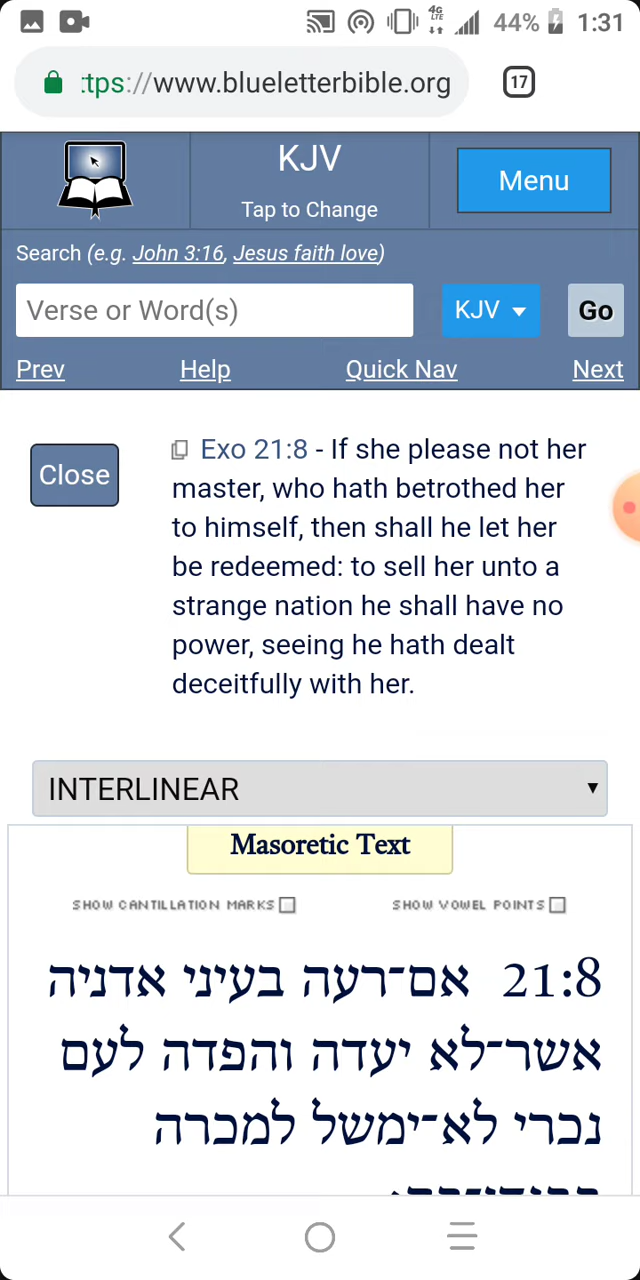 44% 1:31
4G
LTE
ttps://www.blueletterbible.org
17
KJV
Tap to Change
Menu
Search (e.g. John 3:16, Jesus faith love)
Verse or Word(s)
KJV
Go
Prev Help Quick Nav Next
Close
Exo 21:8 - If she please not her
master, who hath betrothed her
to himself, then shall he let her
be redeemed: to sell her unto a
strange nation he shall have no
power, seeing he hath dealt
deceitfully with her.
INTERLINEAR
Masoretic Text
SHOW CANTILLATION MARKS SHOW VOWEL POINTS
21:8 אם־רעה בעיני אדניה
אשר־לא יעדה והפדה לעם
נכרי לא־ימשל למכרה